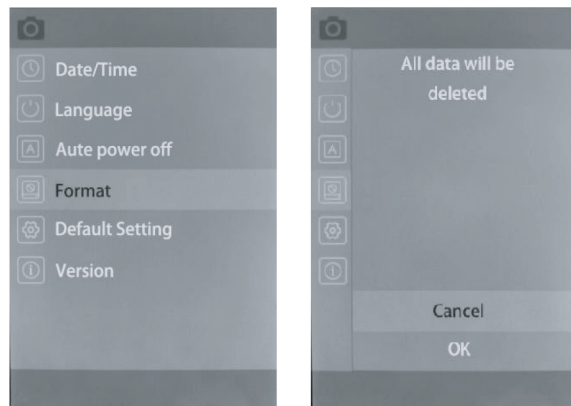 Date/Time
Language
Aute power off
Format
Default Setting
Version
All data will be
deleted
Cancel
OK